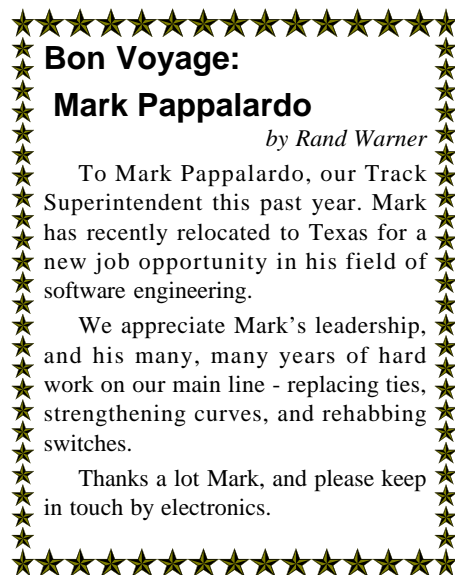 Bon Voyage:
Mark Pappalardo
by Rand Warner
To Mark Pappalardo, our Track
Superintendent this past year. Mark
has recently relocated to Texas for a
new job opportunity in his field of
software engineering.
We appreciate Mark's leadership,
and his many, many years of hard
work on our main line - replacing ties,
strengthening curves, and rehabbing
switches.
Thanks a lot Mark, and please keep
in touch by electronics.